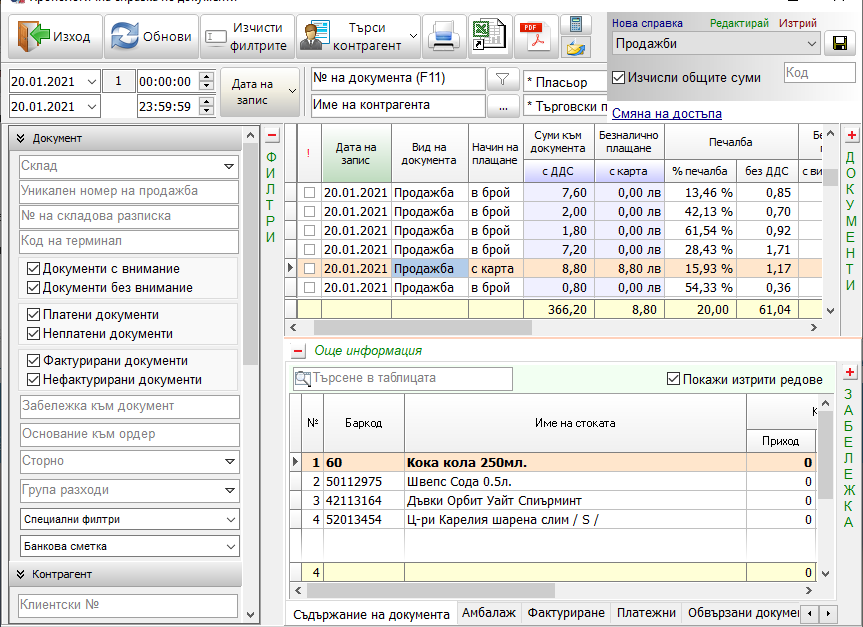 Изход
Обнови
Изчисти
филтрите
Търси
контрагент
PDF
Нова справка Редактирай Изтрий
Продажби
Изчисли общите суми
Код
Смяна на достъпа
20.01.2021 1 00:00:00
20.01.2021 23:59:59
Дата на
запис
№ на документа (F11)
Име на контрагента
...
* Пласьор
* Търговски п
Документ
Склад
Уникален номер на продажба
№ на складова разписка
Код на терминал
Документи с внимание
Документи без внимание
Платени документи
Неплатени документи
Фактурирани документи
Нефактурирани документи
Забележка към документ
Основание към ордер
Сторно
Група разходи
Специални филтри
Банкова сметка
Контрагент
Клиентски №
ФИЛТРИ
! Дата на запис Вид на документа Начин на плащане Суми към документа Безналично плащане Печалба
с ДДС с карта % печалба без ДДС с ви
20.01.2021 Продажба в брой 7,60 0,00 лв 13,46 % 0,85
20.01.2021 Продажба в брой 2,00 0,00 лв 42,13 % 0,70
20.01.2021 Продажба в брой 1,80 0,00 лв 61,54 % 0,92
20.01.2021 Продажба в брой 7,20 0,00 лв 28,43 % 1,71
20.01.2021 Продажба с карта 8,80 8,80 лв 15,93 % 1,17
20.01.2021 Продажба в брой 0,80 0,00 лв 54,33 % 0,36
366,20 8,80 20,00 61,04
ДОКУМЕНТИ
Още информация
Търсене в таблицата
Покажи изтрити редове
№ Баркод Име на стоката
Приход
1 60 Кока кола 250мл. 0
2 50112975 Швепс Сода 0.5л. 0
3 42113164 Дъвки Орбит Уайт Спиърминт 0
4 52013454 Ц-ри Карелия шарена слим / S / 0
4 0
ЗАБЕЛЕЖКА
Съдържание на документа Амбалаж Фактуриране Платежни Обвързани докумен